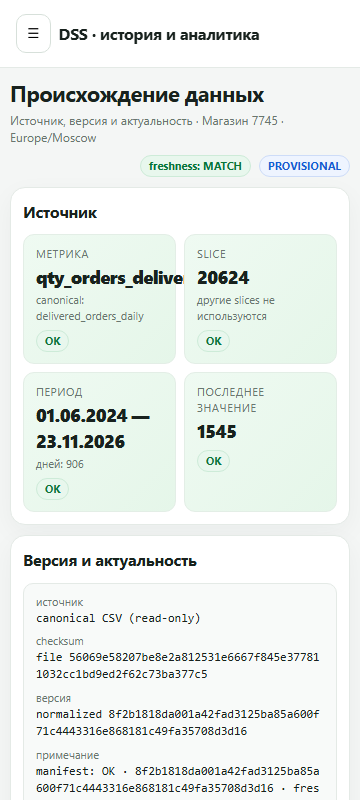 ☰ DSS · история и аналитика
Происхождение данных
Источник, версия и актуальность · Магазин 7745 ·
Europe/Moscow
freshness: MATCH PROVISIONAL
Источник
МЕТРИКА
qty_orders_delive
canonical:
delivered_orders_daily
OK
SLICE
20624
другие slices не
используются
OK
ПЕРИОД
01.06.2024 —
23.11.2026
дней: 906
OK
ПОСЛЕДНЕЕ
ЗНАЧЕНИЕ
1545
OK
Версия и актуальность
источник
canonical CSV (read-only)
checksum
file 56069e58207be8e2a812531e6667f845e37781
1032cc1bd9ed2f62c73ba377c5
версия
normalized 8f2b1818da001a42fad3125ba85a600f
71c4443316e868181c49fa35708d3d16
примечание
manifest: OK · 8f2b1818da001a42fad3125ba85a
600f71c4443316e868181c49fa35708d3d16 · fres